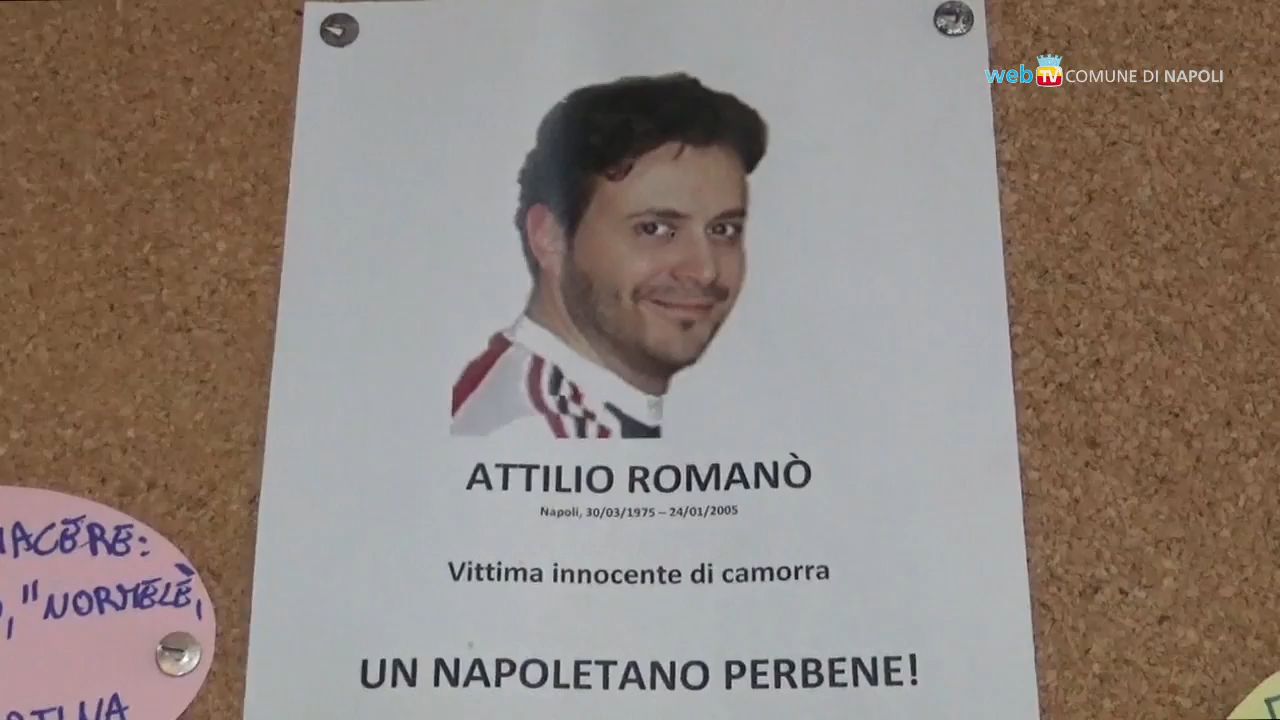 web TV COMUNE DI NAPOLI
ATTILIO ROMANÒ
Napoli, 30/03/1975 – 24/01/2005
Vittima innocente di camorra
UN NAPOLETANO PERBENE!